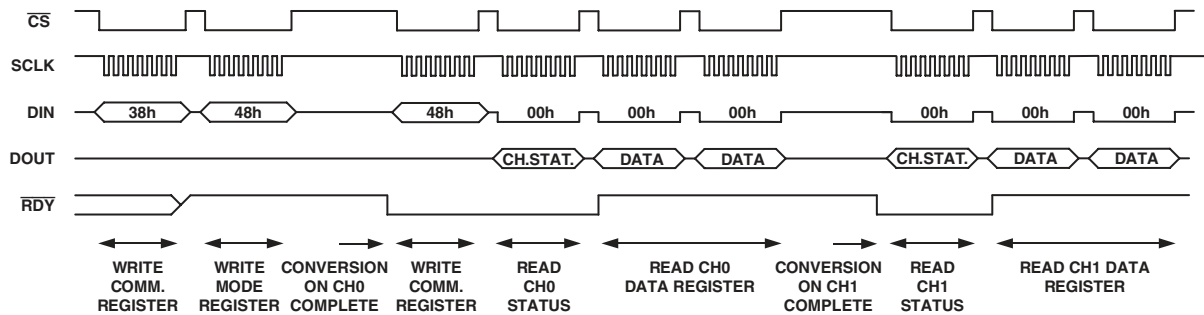 CS
SCLK
DIN 38h 48h 48h 00h 00h 00h 00h 00h 00h
DOUT CH.STAT. DATA DATA CH.STAT. DATA DATA
RDY
WRITE
COMM.
REGISTER
WRITE
MODE
REGISTER
CONVERSION
ON CH0
COMPLETE
WRITE
COMM.
REGISTER
READ
CH0
STATUS
READ CH0
DATA REGISTER
CONVERSION
ON CH1
COMPLETE
READ
CH1
STATUS
READ CH1 DATA
REGISTER